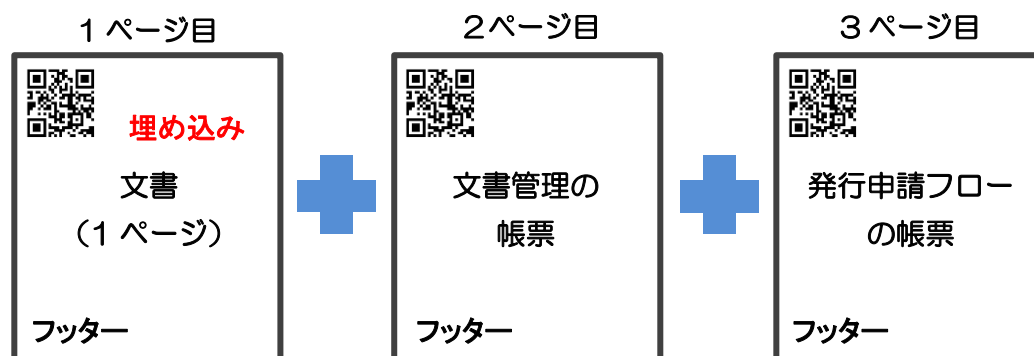 1 ページ目
埋め込み
文書
（1 ページ）
フッター
2ページ目
文書管理の
帳票
フッター
3 ページ目
発行申請フロー
の帳票
フッター